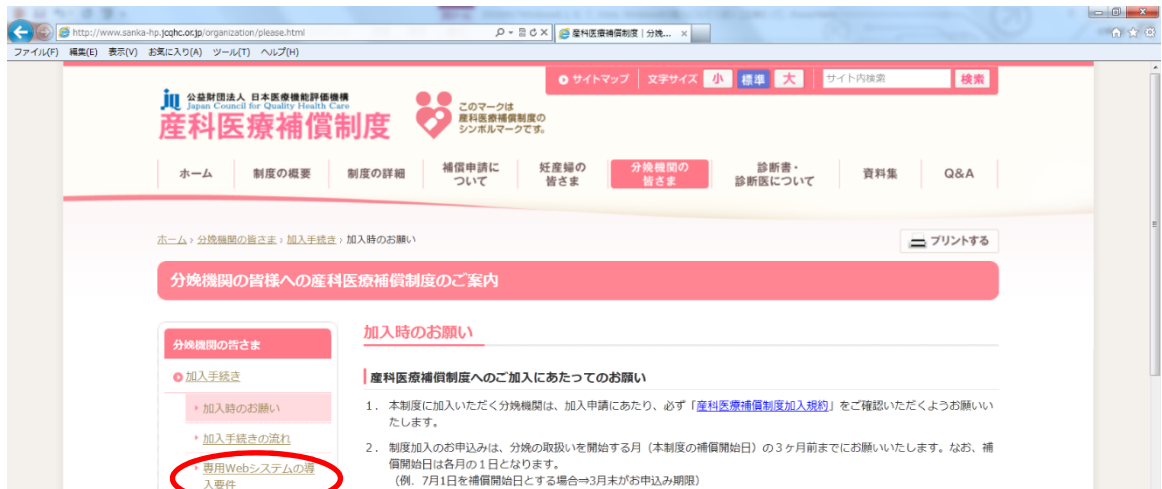 http://www.sanka-hp.jcqhc.or.jp/organization/please.html
産科医療補償制度 | 分娩...
ファイル(F) 編集(E) 表示(V) お気に入り(A) ツール(T) ヘルプ(H)
サイトマップ 文字サイズ 小 標準 大 サイト内検索 検索
公益財団法人 日本医療機能評価機構
Japan Council for Quality Health Care
産科医療補償制度
このマークは
産科医療補償制度の
シンボルマークです。
ホーム 制度の概要 制度の詳細 補償申請について 妊産婦の皆さま 分娩機関の皆さま 診断書・診断医について 資料集 Q&A
ホーム › 分娩機関の皆さま › 加入手続き › 加入時のお願い
プリントする
分娩機関の皆様への産科医療補償制度のご案内
分娩機関の皆さま
加入手続き
加入時のお願い
加入手続きの流れ
専用Webシステムの導
入要件
加入時のお願い
産科医療補償制度へのご加入にあたってのお願い
1. 本制度に加入いただく分娩機関は、加入申請にあたり、必ず「産科医療補償制度加入規約」をご確認いただくようお願いい
たします。
2. 制度加入のお申込みは、分娩の取扱いを開始する月（本制度の補償開始日）の3ヶ月前までにお願いいたします。なお、補
償開始日は各月の1日となります。
(例．7月1日を補償開始日とする場合⇒3月末がお申込み期限）